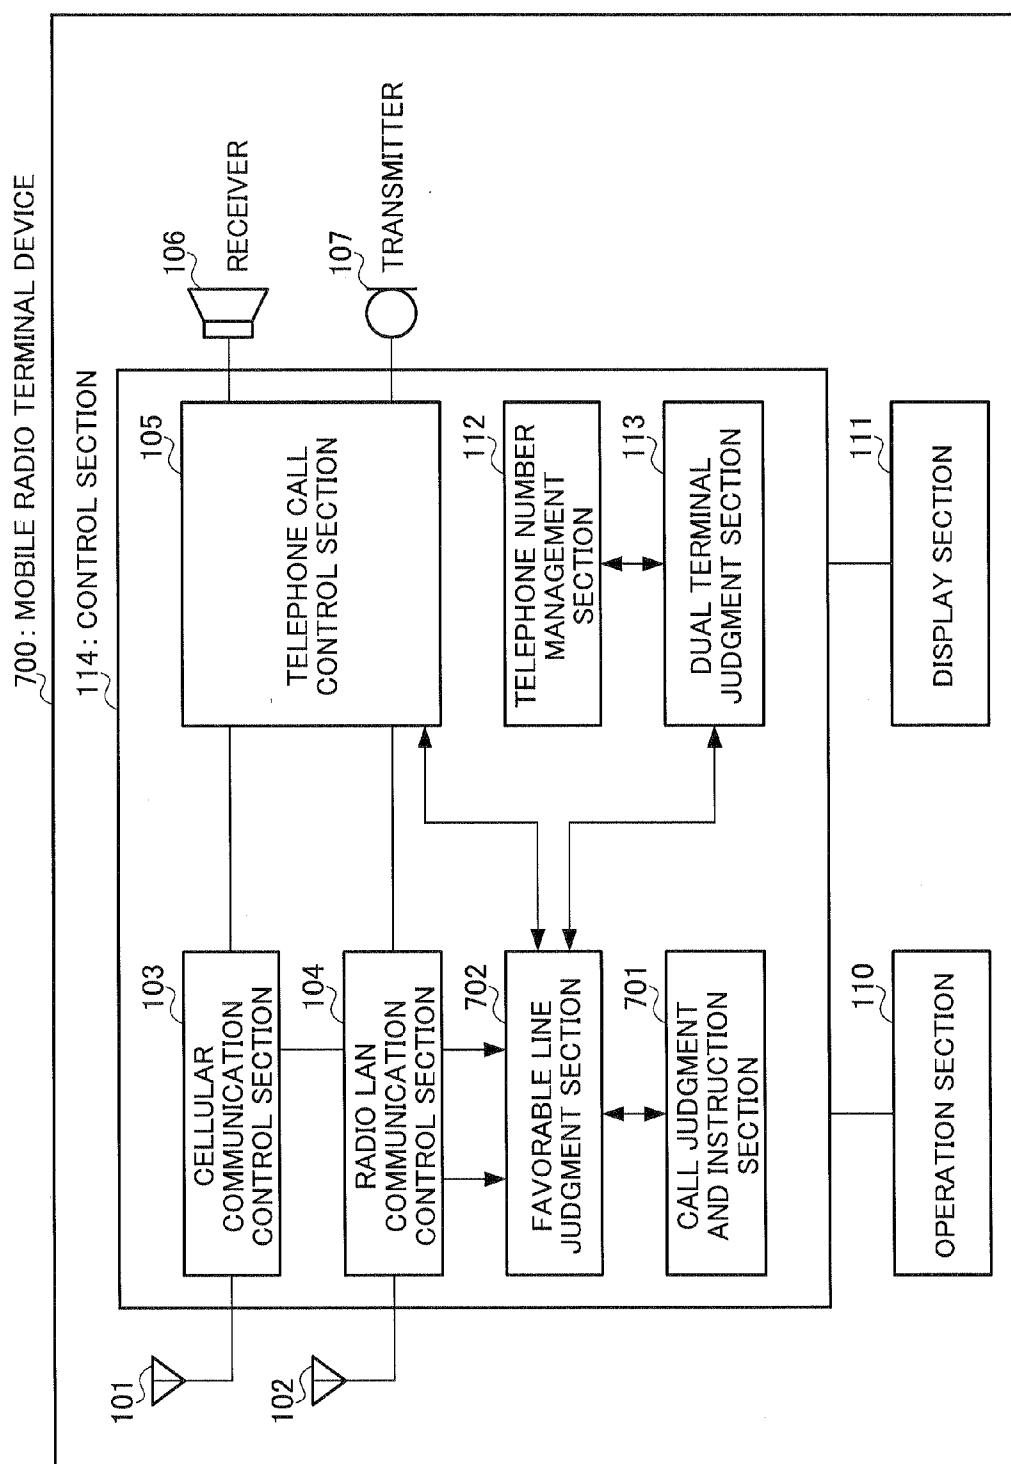 700 : MOBILE RADIO TERMINAL DEVICE
114 : CONTROL SECTION
101
103
CELLULAR
COMMUNICATION
CONTROL SECTION
105
TELEPHONE CALL
CONTROL SECTION
106
RECEIVER
102
104
RADIO LAN
COMMUNICATION
CONTROL SECTION
107
TRANSMITTER
702
FAVORABLE LINE
JUDGMENT SECTION
112
TELEPHONE NUMBER
MANAGEMENT
SECTION
701
CALL JUDGMENT
AND INSTRUCTION
SECTION
113
DUAL TERMINAL
JUDGMENT SECTION
110
OPERATION SECTION
111
DISPLAY SECTION